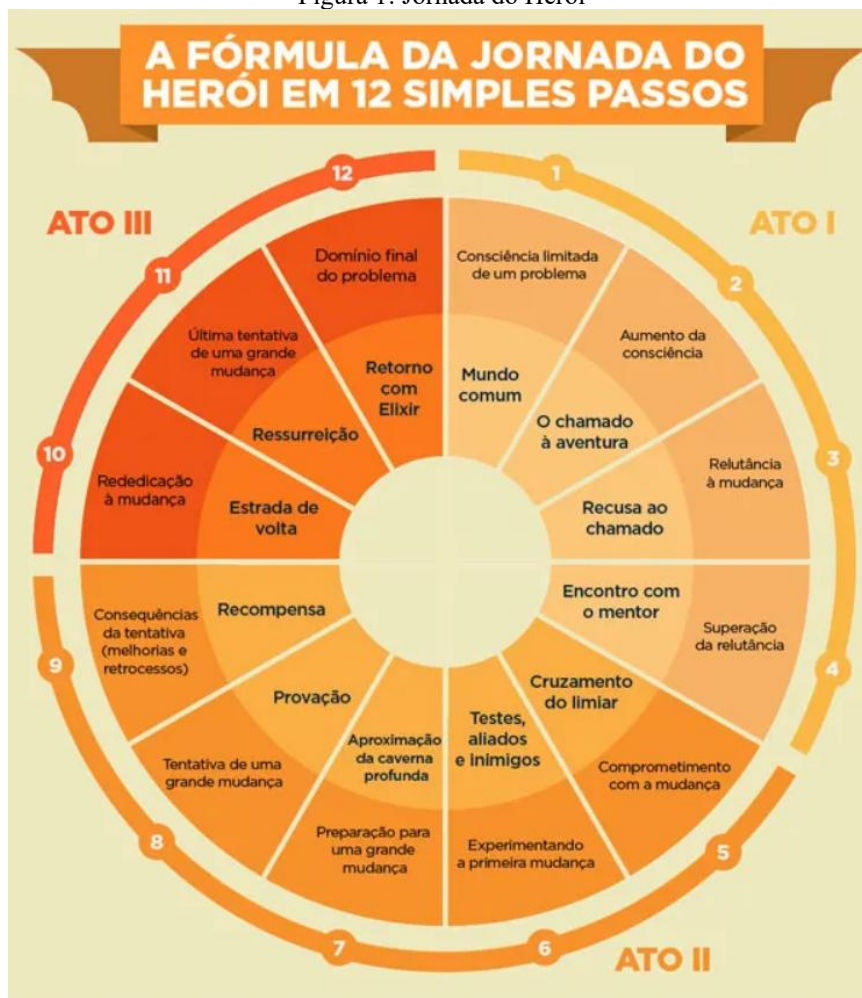 Figura 1: Jornada do Herói
A FÓRMULA DA JORNADA DO
HERÓI EM 12 SIMPLES PASSOS
ATO I
1
Consciência limitada
de um problema
Mundo
comum
2
Aumento da
consciência
O chamado
à aventura
3
Relutância
à mudança
Recusa ao
chamado
4
Superação
da relutância
Encontro com
o mentor
ATO II
5
Comprometimento
com a mudança
Cruzamento
do limiar
6
Experimentando
a primeira mudança
Testes,
aliados
e inimigos
7
Preparação para
uma grande
mudança
Aproximação
da caverna
profunda
8
Tentativa de uma
grande mudança
Provação
9
Consequências
da tentativa
(melhorias e
retrocessos)
Recompensa
ATO III
10
Rededicação
à mudança
Estrada de
volta
11
Última tentativa
de uma grande
mudança
Ressurreição
12
Domínio final
do problema
Retorno
com
Elixir